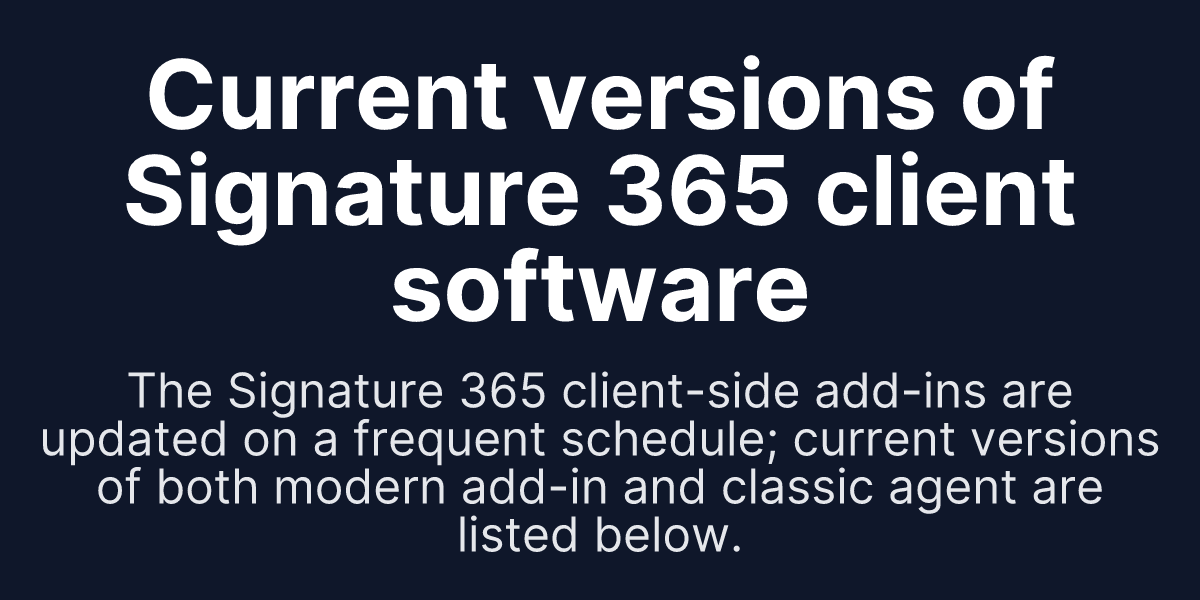 Current versions of
Signature 365 client
software
The Signature 365 client-side add-ins are
updated on a frequent schedule; current versions
of both modern add-in and classic agent are
listed below.